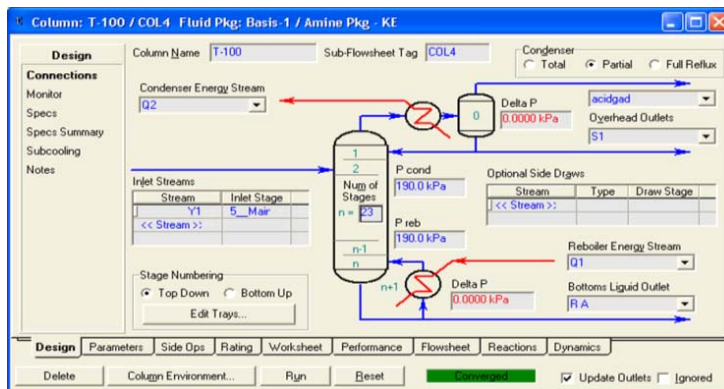 Column: T-100 / COL4 Fluid Pkg: Basis-1 / Amine Pkg - KE
Design
Connections
Monitor
Specs
Specs Summary
Subcooling
Notes
Column Name T-100
Sub-Flowsheet Tag COL4
Condenser
Total Partial Full Reflux
Condenser Energy Stream
Q2
0
Delta P
0.0000 kPa
acidgad
Overhead Outlets
S1
1
2
Num of
Stages
n = 23
n-1
n
P cond
190.0 kPa
P reb
190.0 kPa
Inlet Streams
Stream Inlet Stage
Y1 5__Mair
<< Stream >>
Optional Side Draws
Stream Type Draw Stage
<< Stream >>
Stage Numbering
Top Down Bottom Up
Edit Trays...
n+1
Delta P
0.0000 kPa
Reboiler Energy Stream
Q1
Bottoms Liquid Outlet
R A
Design Parameters Side Ops Rating Worksheet Performance Flowsheet Reactions Dynamics
Delete Column Environment... Run Reset Converged Update Outlets Ignored